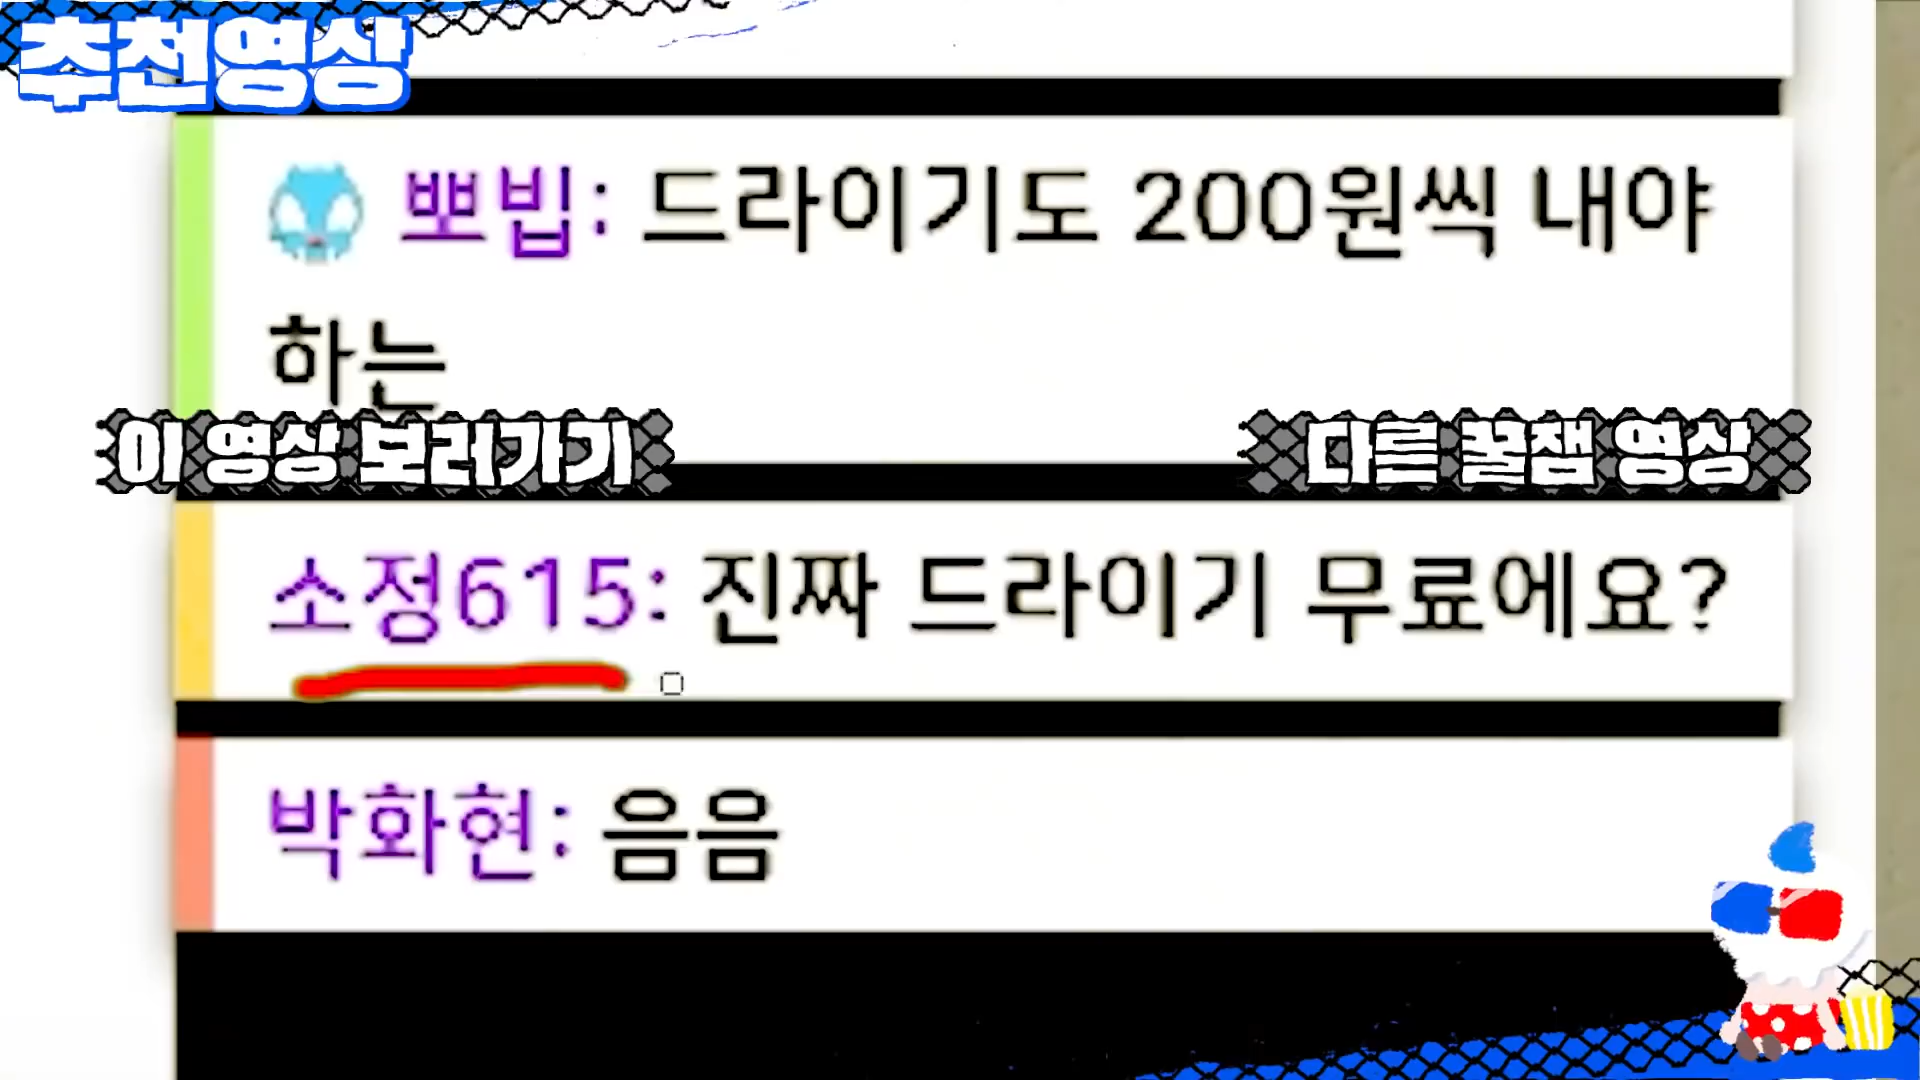 추천영상
뽀빕: 드라이기도 200원씩 내야
하는
이 영상 보러가기
다른 꿀잼 영상
소정615: 진짜 드라이기 무료에요?
박화현: 음음